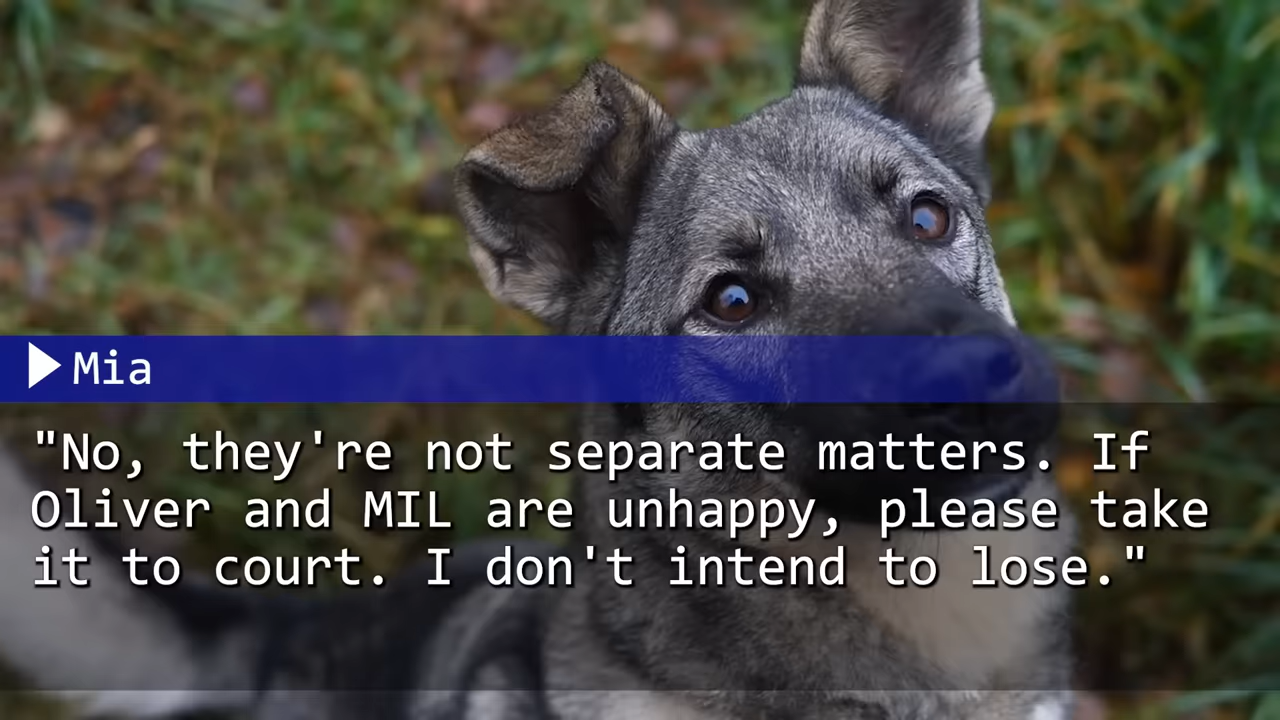 Mia
"No, they're not separate matters. If
Oliver and MIL are unhappy, please take
it to court. I don't intend to lose."